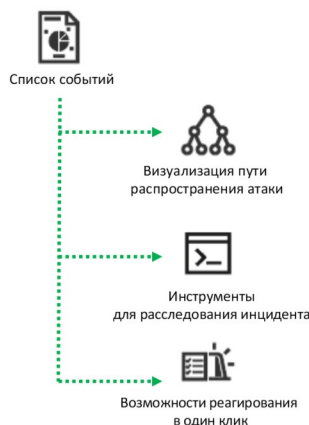 Список событий
Визуализация пути
распространения атаки
Инструменты
для расследования инцидента
Возможности реагирования
в один клик